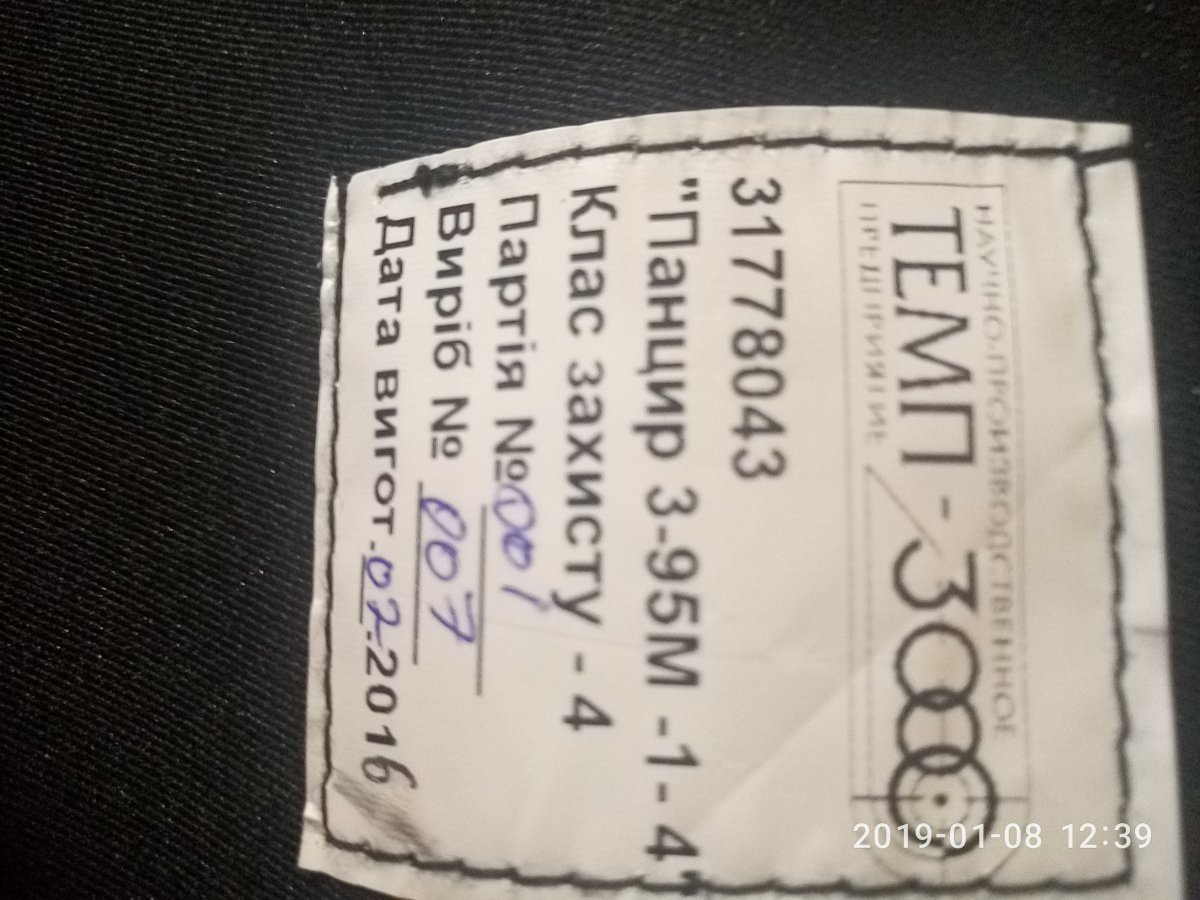 НАУЧНО-ПРОИЗВОДСТВЕННОЕ
ТЕМП-3000
ПРЕДПРИЯТИЕ
31778043
"Панцир 3-95М -1- 4"
Клас захисту - 4
Партія №001
Виріб № 007
Дата вигот. 02.2016
2019-01-08 12:39